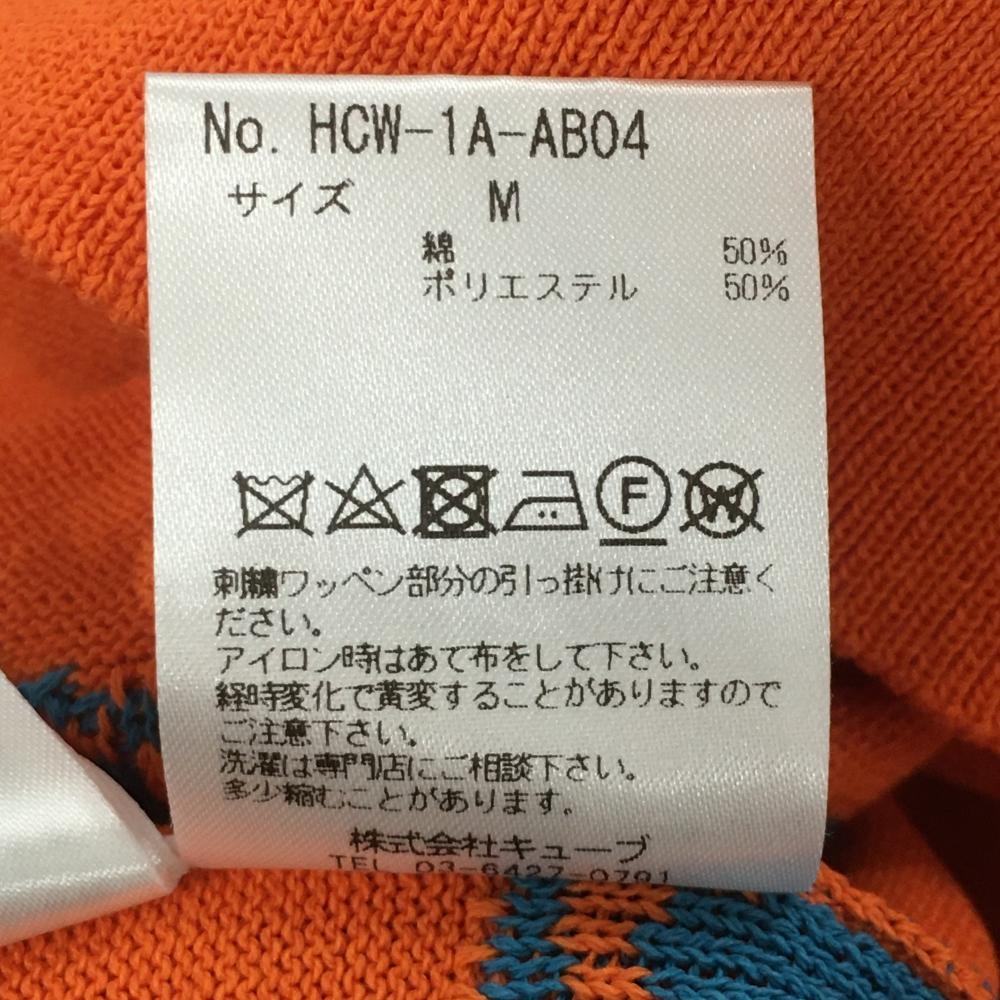 No. HCW-1A-AB04
サイズ M
綿 50%
ポリエステル 50%
F
W
刺繍ワッペン部分の引っ掛けにご注意く
ださい。
アイロン時はあて布をして下さい。
経時変化で黄変することがありますので
ご注意下さい。
洗濯は専門店にご相談下さい。
多少縮むことがあります。
株式会社キューブ
TEL 03-6427-0791